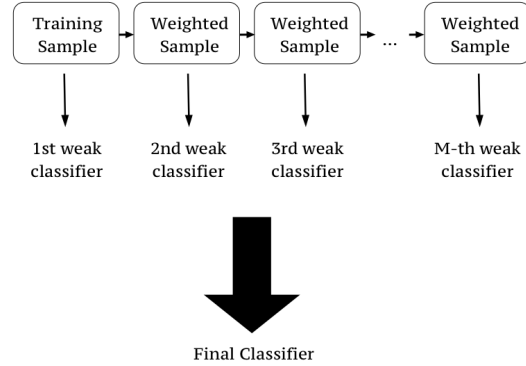 Training
Sample
Weighted
Sample
Weighted
Sample
...
Weighted
Sample
1st weak
classifier
2nd weak
classifier
3rd weak
classifier
M-th weak
classifier
Final Classifier